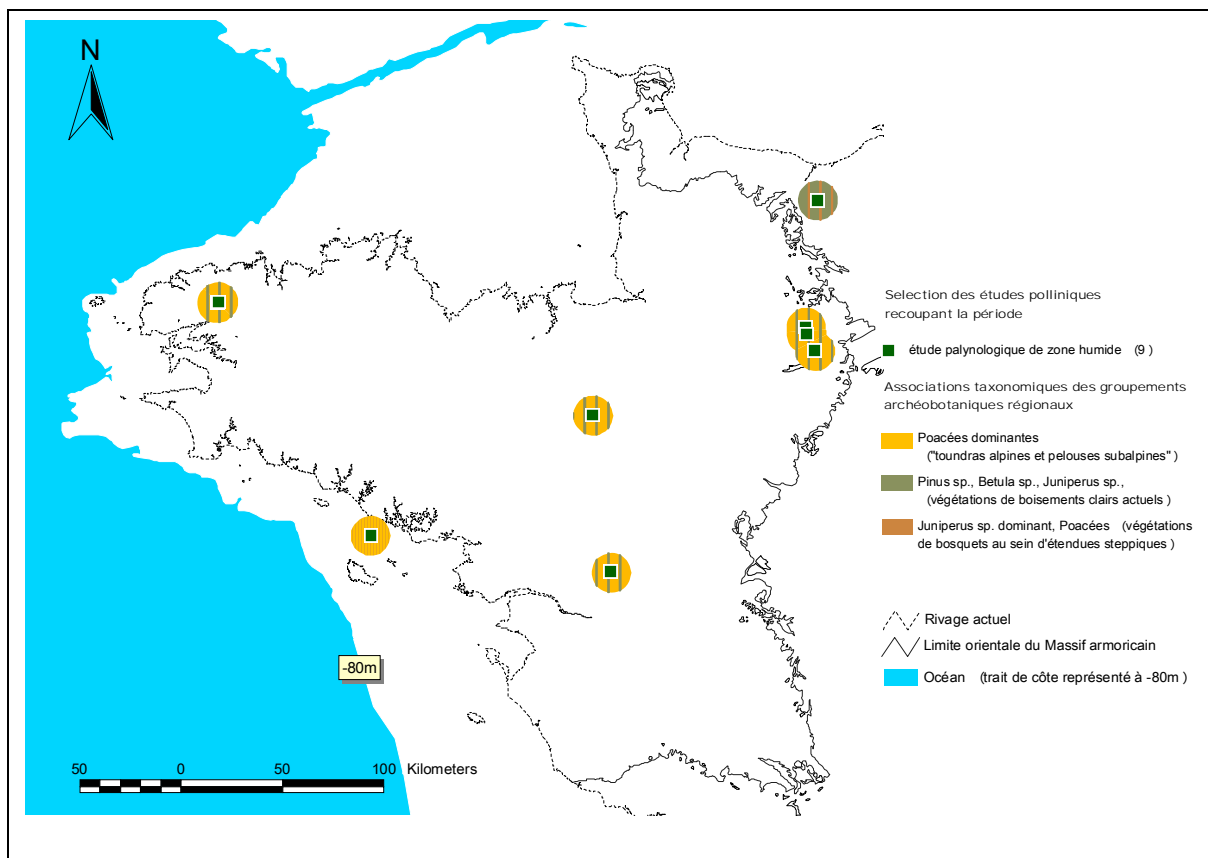 N
Selection des études polliniques
recoupant la période
étude palynologique de zone humide (9 )
Associations taxonomiques des groupements
archéobotaniques régionaux
Poacées dominantes
("toundras alpines et pelouses subalpines" )
Pinus sp., Betula sp., Juniperus sp.,
(végétations de boisements clairs actuels )
Juniperus sp. dominant, Poacées (végétations
de bosquets au sein d'étendues steppiques )
Rivage actuel
Limite orientale du Massif armoricain
Océan (trait de côte représenté à -80m )
-80m
50 0 50 100 Kilometers